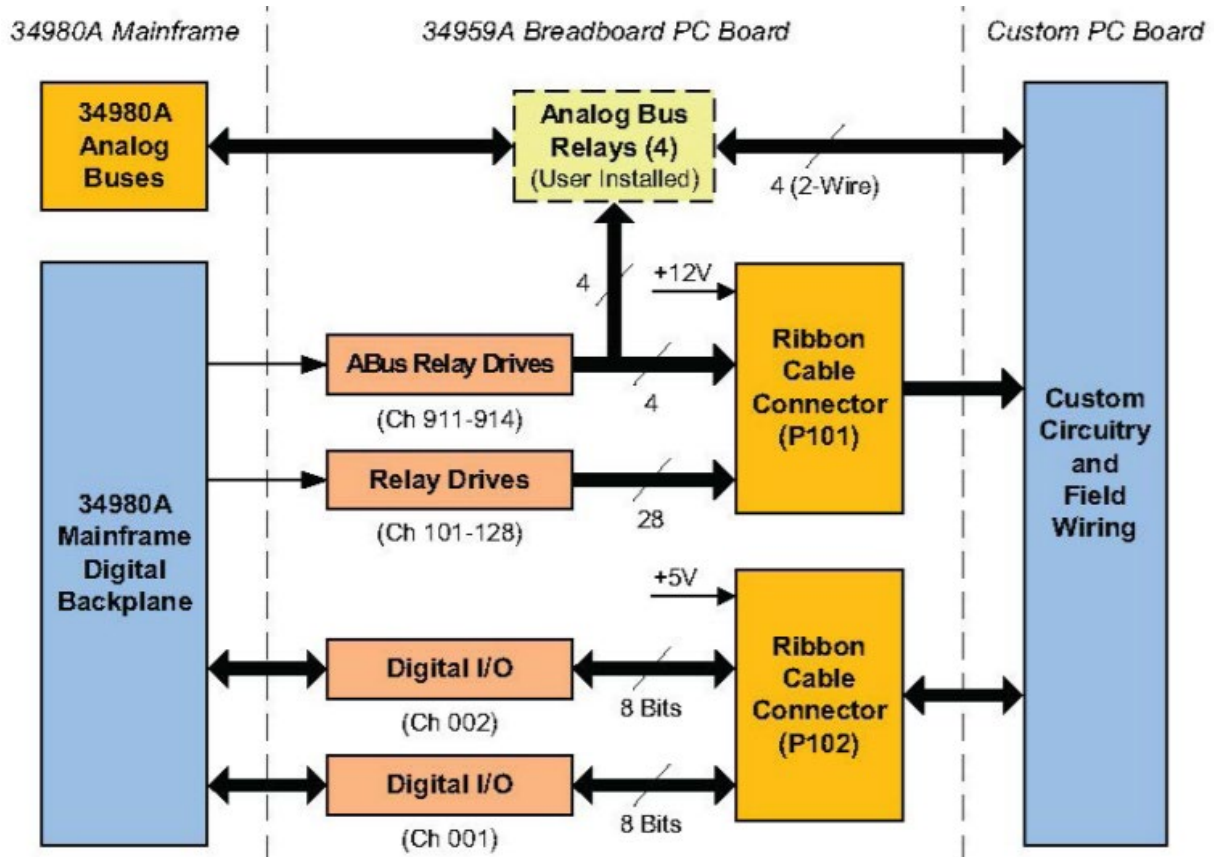 34980A Mainframe
34959A Breadboard PC Board
Custom PC Board
34980A
Analog
Buses
Analog Bus
Relays (4)
(User Installed)
4 (2-Wire)
4
+12V
ABus Relay Drives
(Ch 911-914)
4
Relay Drives
(Ch 101-128)
28
Ribbon
Cable
Connector
(P101)
34980A
Mainframe
Digital
Backplane
+5V
Digital I/O
(Ch 002)
8 Bits
Digital I/O
(Ch 001)
8 Bits
Ribbon
Cable
Connector
(P102)
Custom
Circuitry
and
Field
Wiring